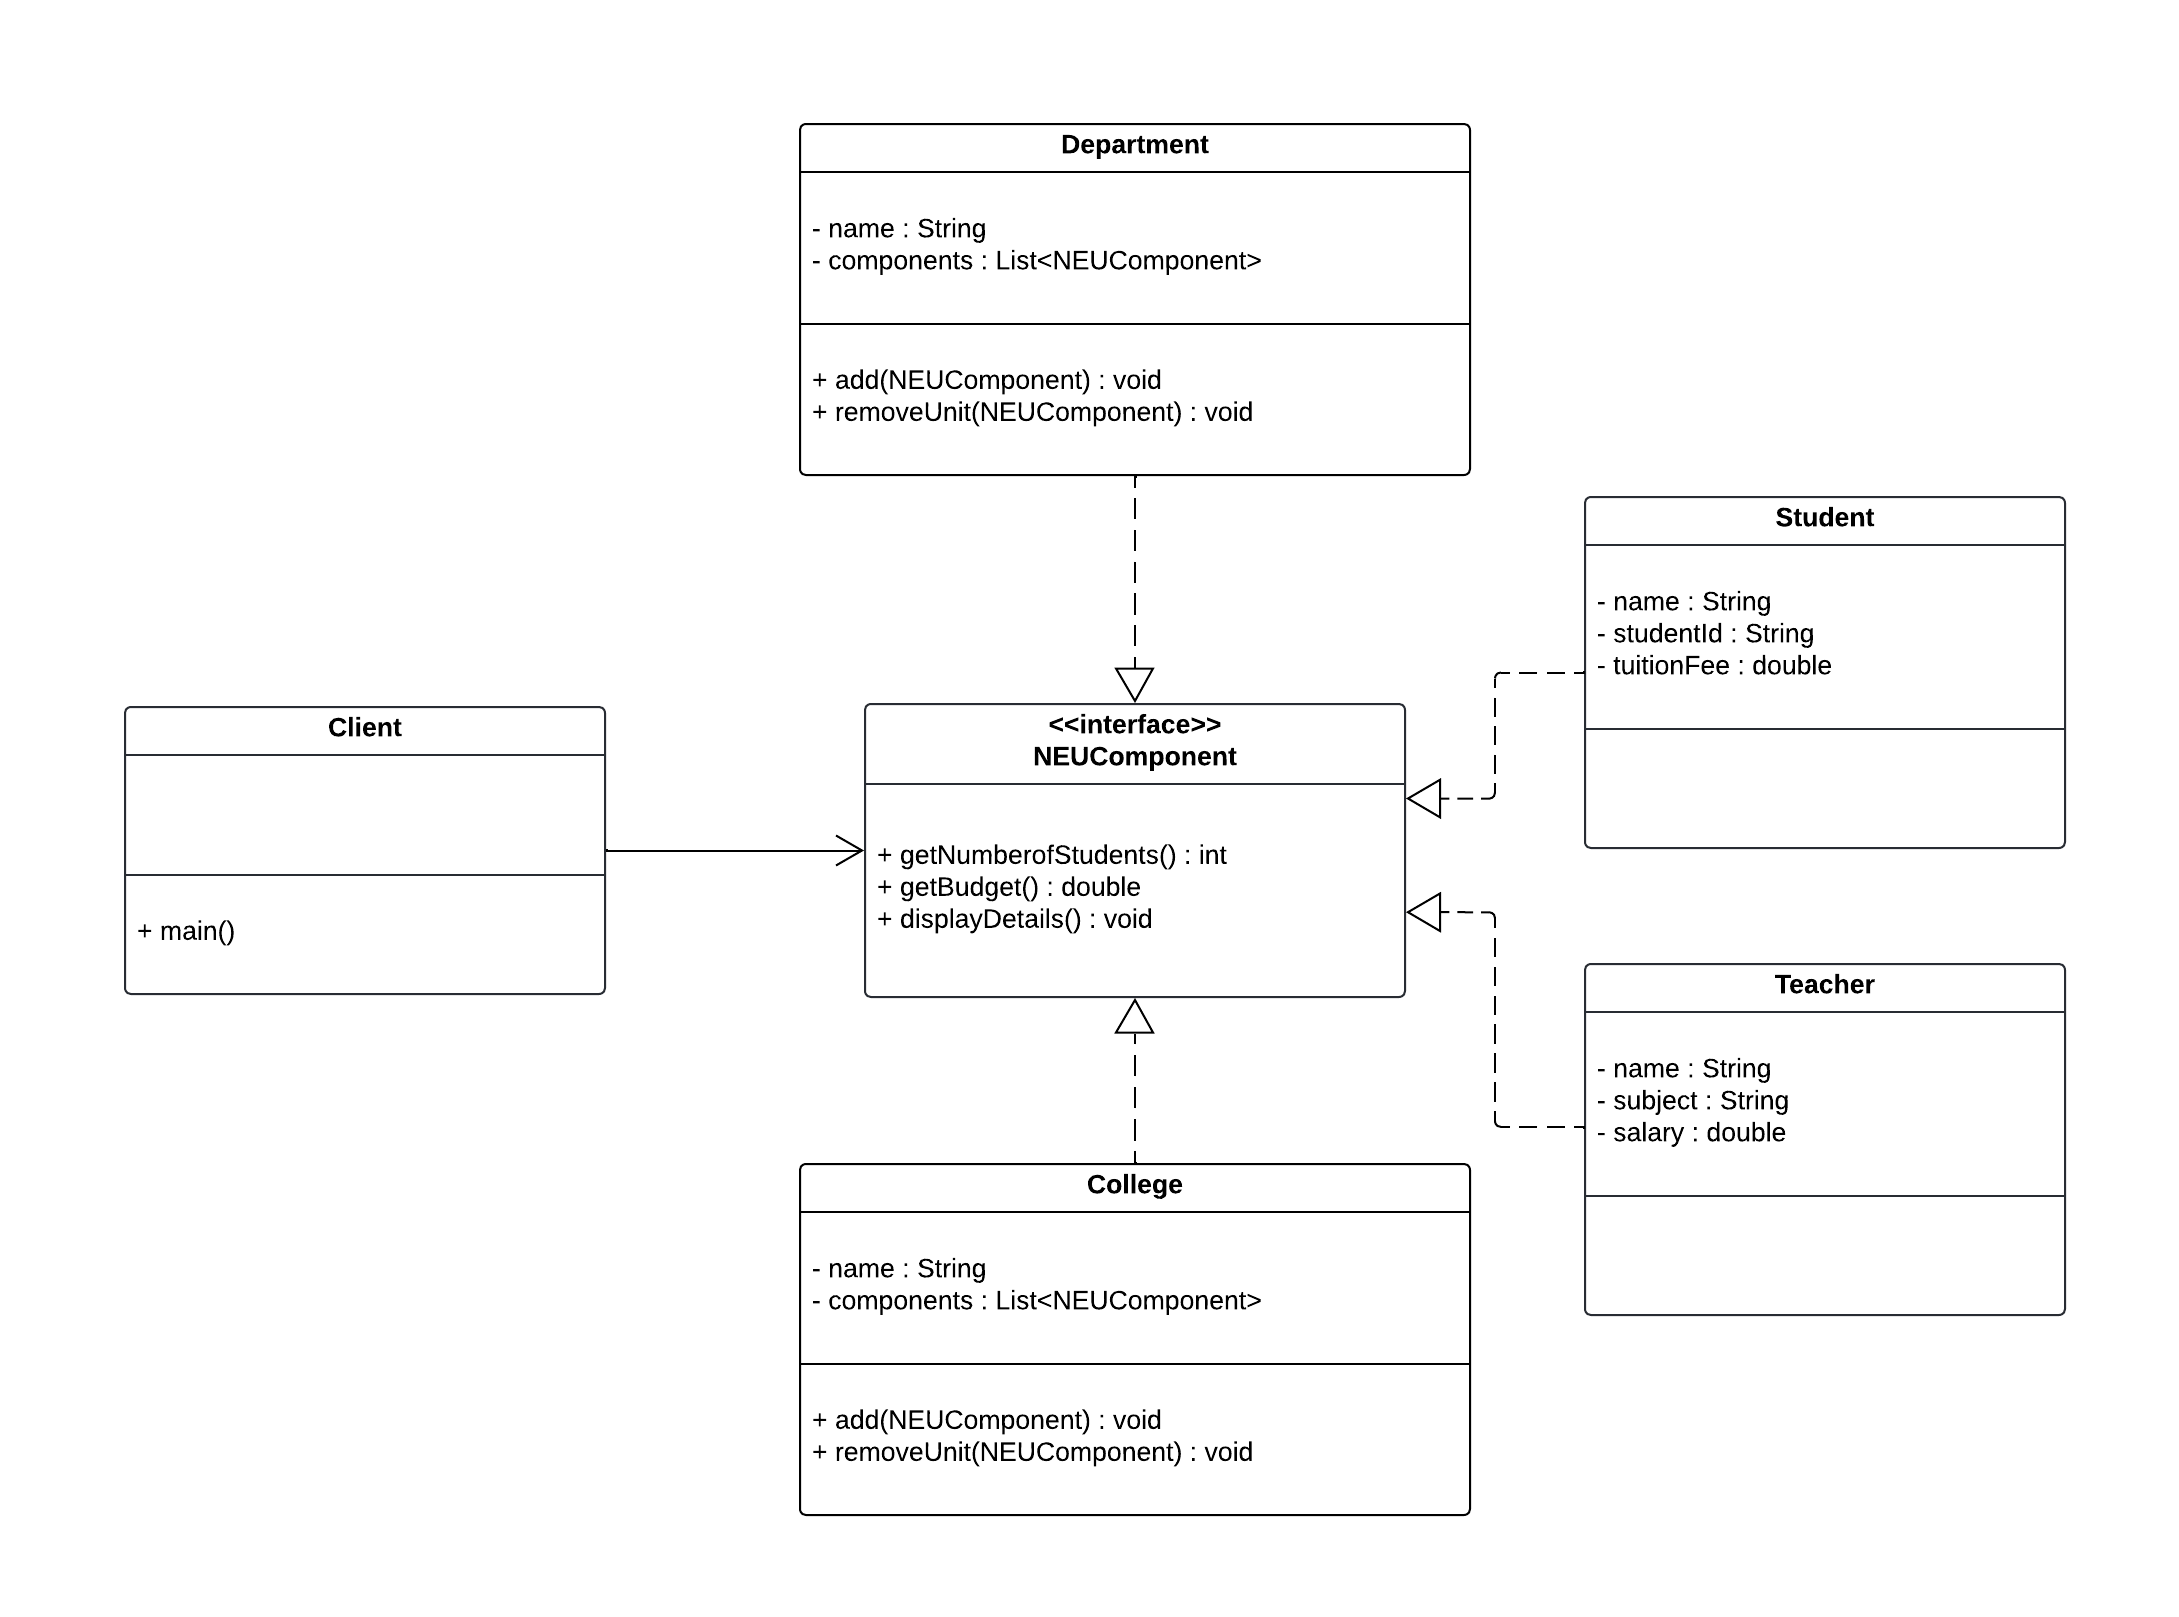 Department
- name : String
- components : List<NEUComponent>
+ add(NEUComponent) : void
+ removeUnit(NEUComponent) : void
Student
- name : String
- studentId : String
- tuitionFee : double
Client
+ main()
<<interface>>
NEUComponent
+ getNumberofStudents() : int
+ getBudget() : double
+ displayDetails() : void
Teacher
- name : String
- subject : String
- salary : double
College
- name : String
- components : List<NEUComponent>
+ add(NEUComponent) : void
+ removeUnit(NEUComponent) : void